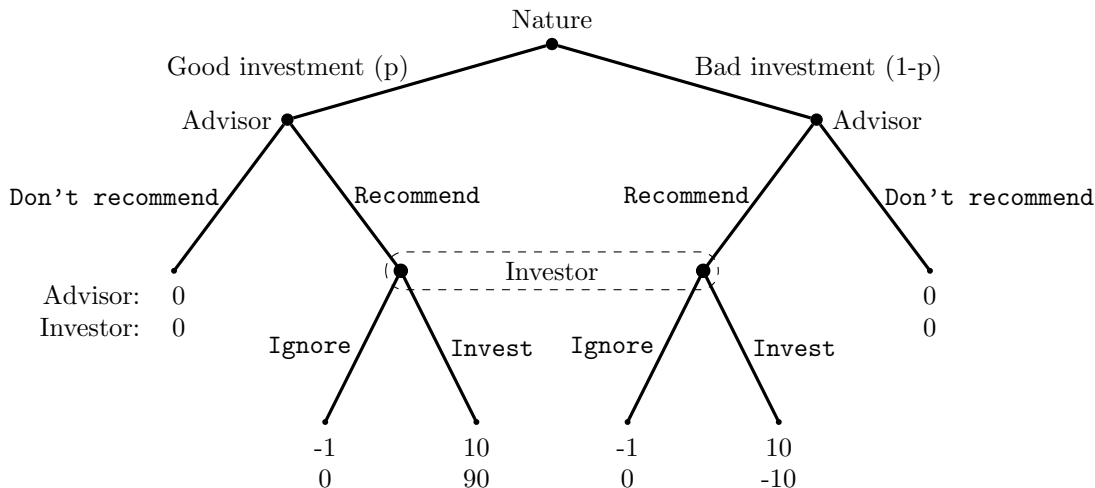 Nature
Good investment (p) Bad investment (1-p)
Advisor Advisor
Don't recommend Recommend Recommend Don't recommend
Investor
Advisor: 0 0
Investor: 0 0
Ignore Invest Ignore Invest
-1 10 -1 10
0 90 0 -10